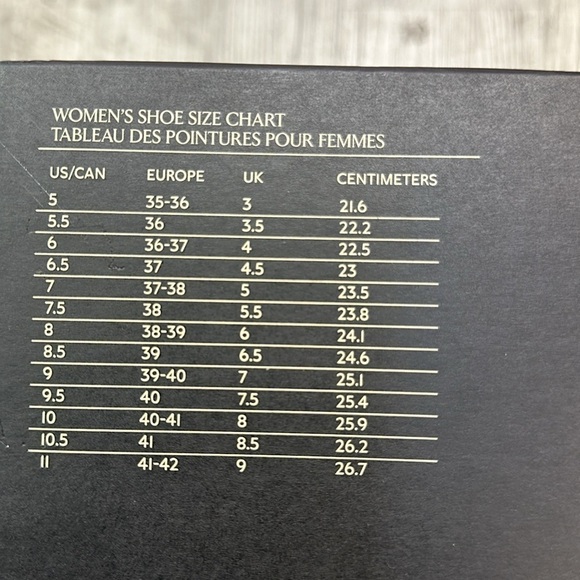 WOMEN'S SHOE SIZE CHART
TABLEAU DES POINTURES POUR FEMMES
US/CAN EUROPE UK CENTIMETERS
5 35-36 3 21.6
5.5 36 3.5 22.2
6 36-37 4 22.5
6.5 37 4.5 23
7 37-38 5 23.5
7.5 38 5.5 23.8
8 38-39 6 24.1
8.5 39 6.5 24.6
9 39-40 7 25.1
9.5 40 7.5 25.4
10 40-41 8 25.9
10.5 41 8.5 26.2
11 41-42 9 26.7